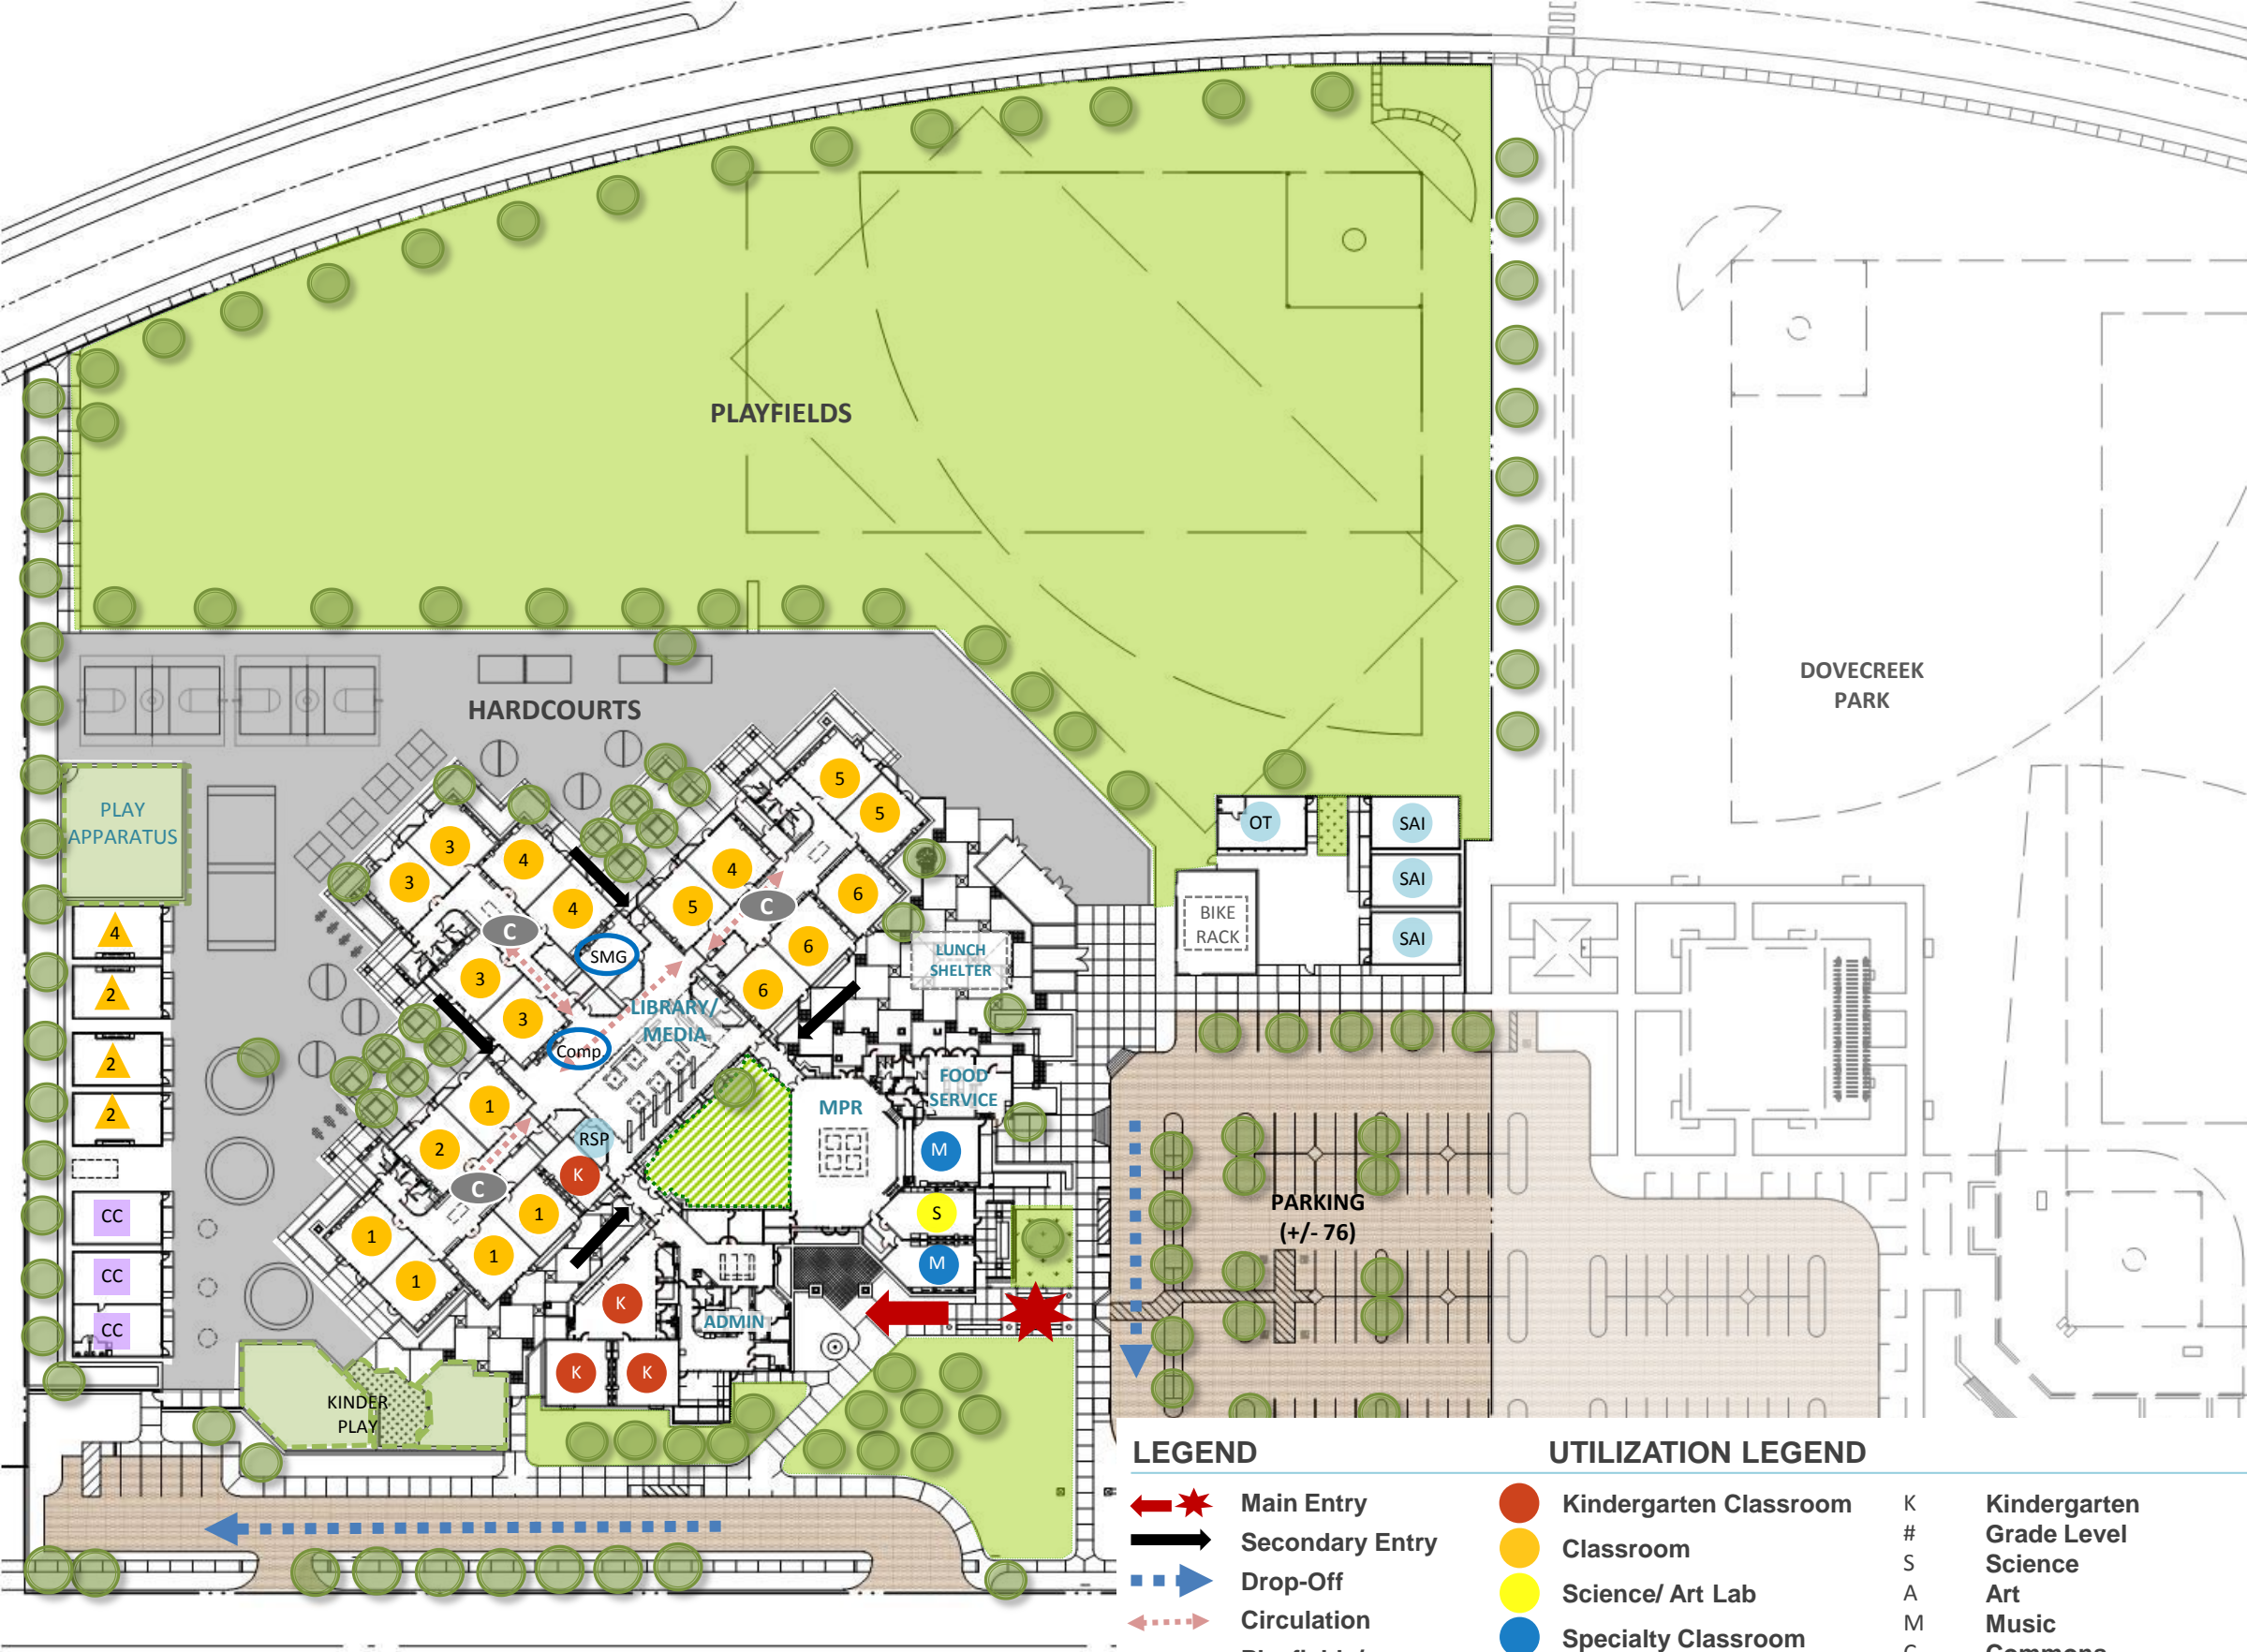 PLAYFIELDS
DOVECREEK
PARK
HARDCOURTS
PLAY
APPARATUS
5
5
OT
SAI
3
4
3
4
6
SAI
4
5
C
4
C
BIKE
RACK
SAI
6
SMG
LUNCH
SHELTER
3
2
6
3
LIBRARY/
MEDIA
Comp
2
FOOD
SERVICE
1
MPR
2
2
RSP
M
K
C
PARKING
(+/- 76)
CC
1
S
1
1
M
CC
1
K
ADMIN
CC
K
K
KINDER
PLAY
LEGEND
Main Entry
Secondary Entry
Drop-Off
Circulation
UTILIZATION LEGEND
Kindergarten Classroom
Classroom
Science/ Art Lab
Specialty Classroom
K Kindergarten
# Grade Level
S Science
A Art
M Music
C Commons